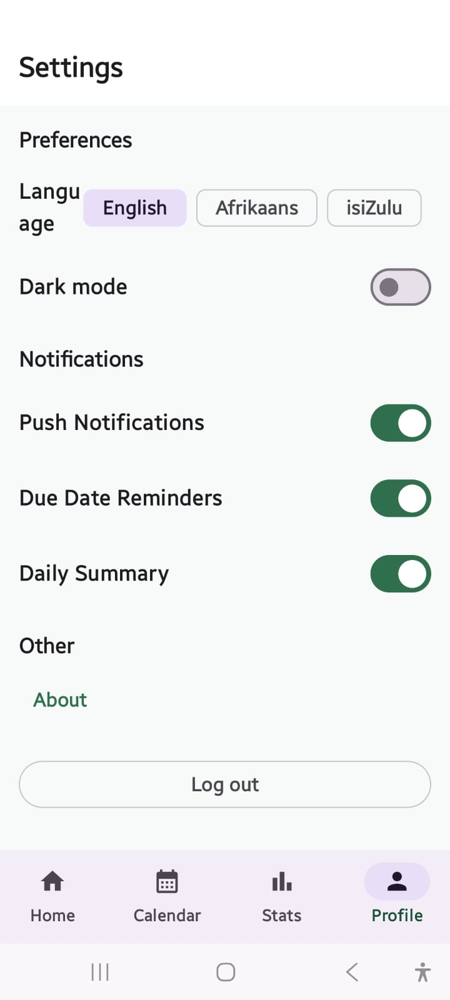 Settings
Preferences
Langu
age
English
Afrikaans
isiZulu
Dark mode
Notifications
Push Notifications
Due Date Reminders
Daily Summary
Other
About
Log out
Home
Calendar
Stats
Profile